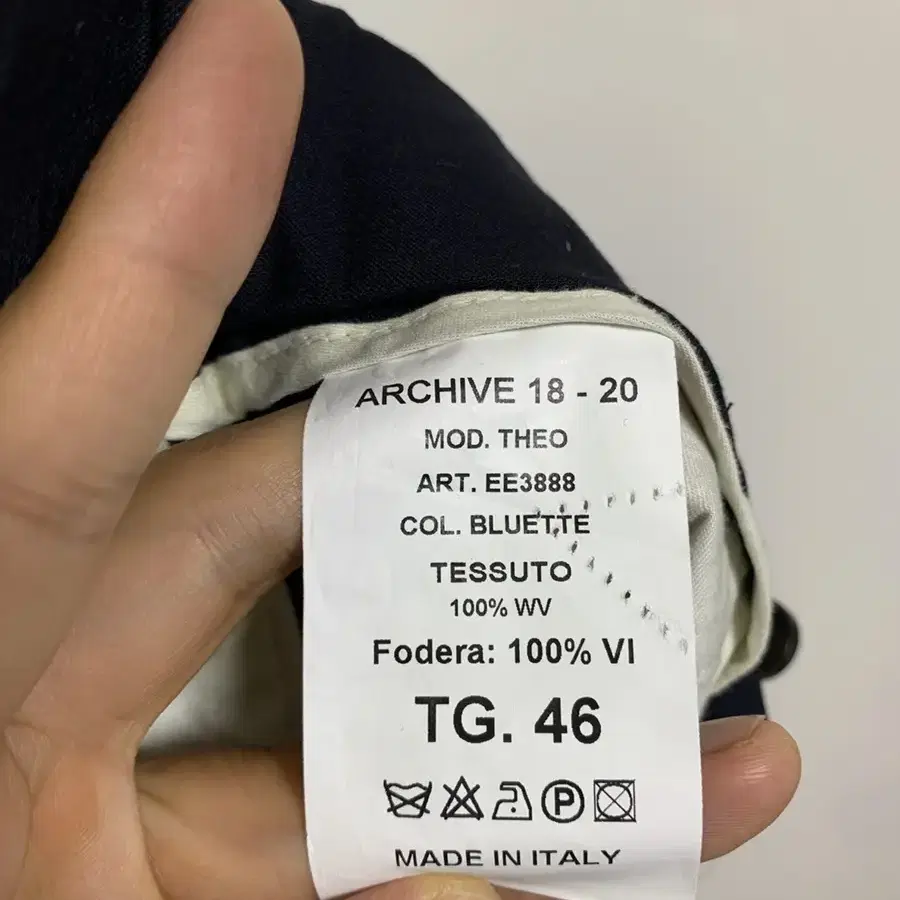 ARCHIVE 18 - 20
MOD. THEO
ART. EE3888
COL. BLUETTE
TESSUTO
100% WV
Fodera: 100% VI
TG. 46
P
MADE IN ITALY